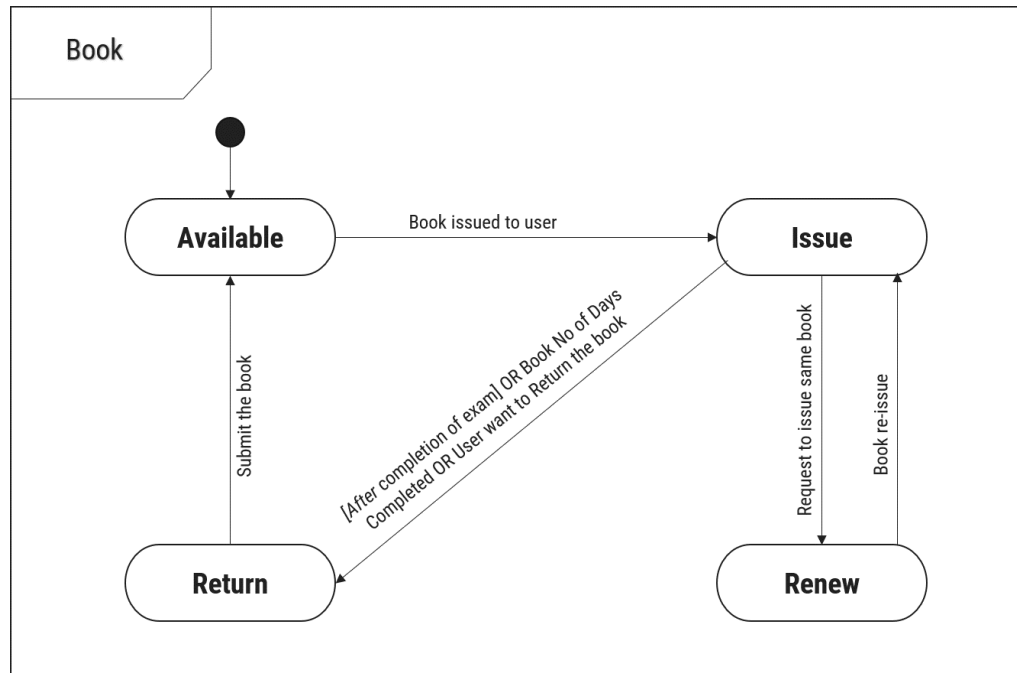 Book
Available
Book issued to user
Issue
[After completion of exam] OR Book No of Days
Completed OR User want to Return the book
Submit the book
Request to issue same book
Book re-issue
Return
Renew